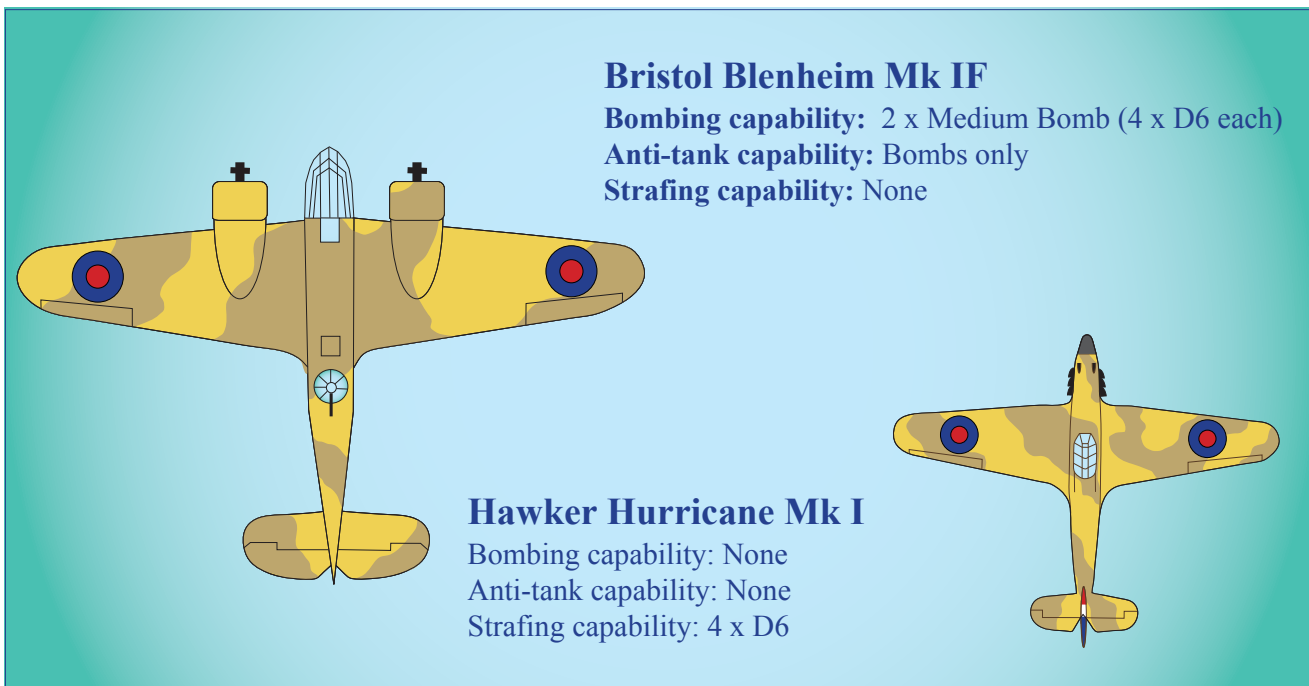 Bristol Blenheim Mk IF
Bombing capability: 2 x Medium Bomb (4 x D6 each)
Anti-tank capability: Bombs only
Strafing capability: None
Hawker Hurricane Mk I
Bombing capability: None
Anti-tank capability: None
Strafing capability: 4 x D6